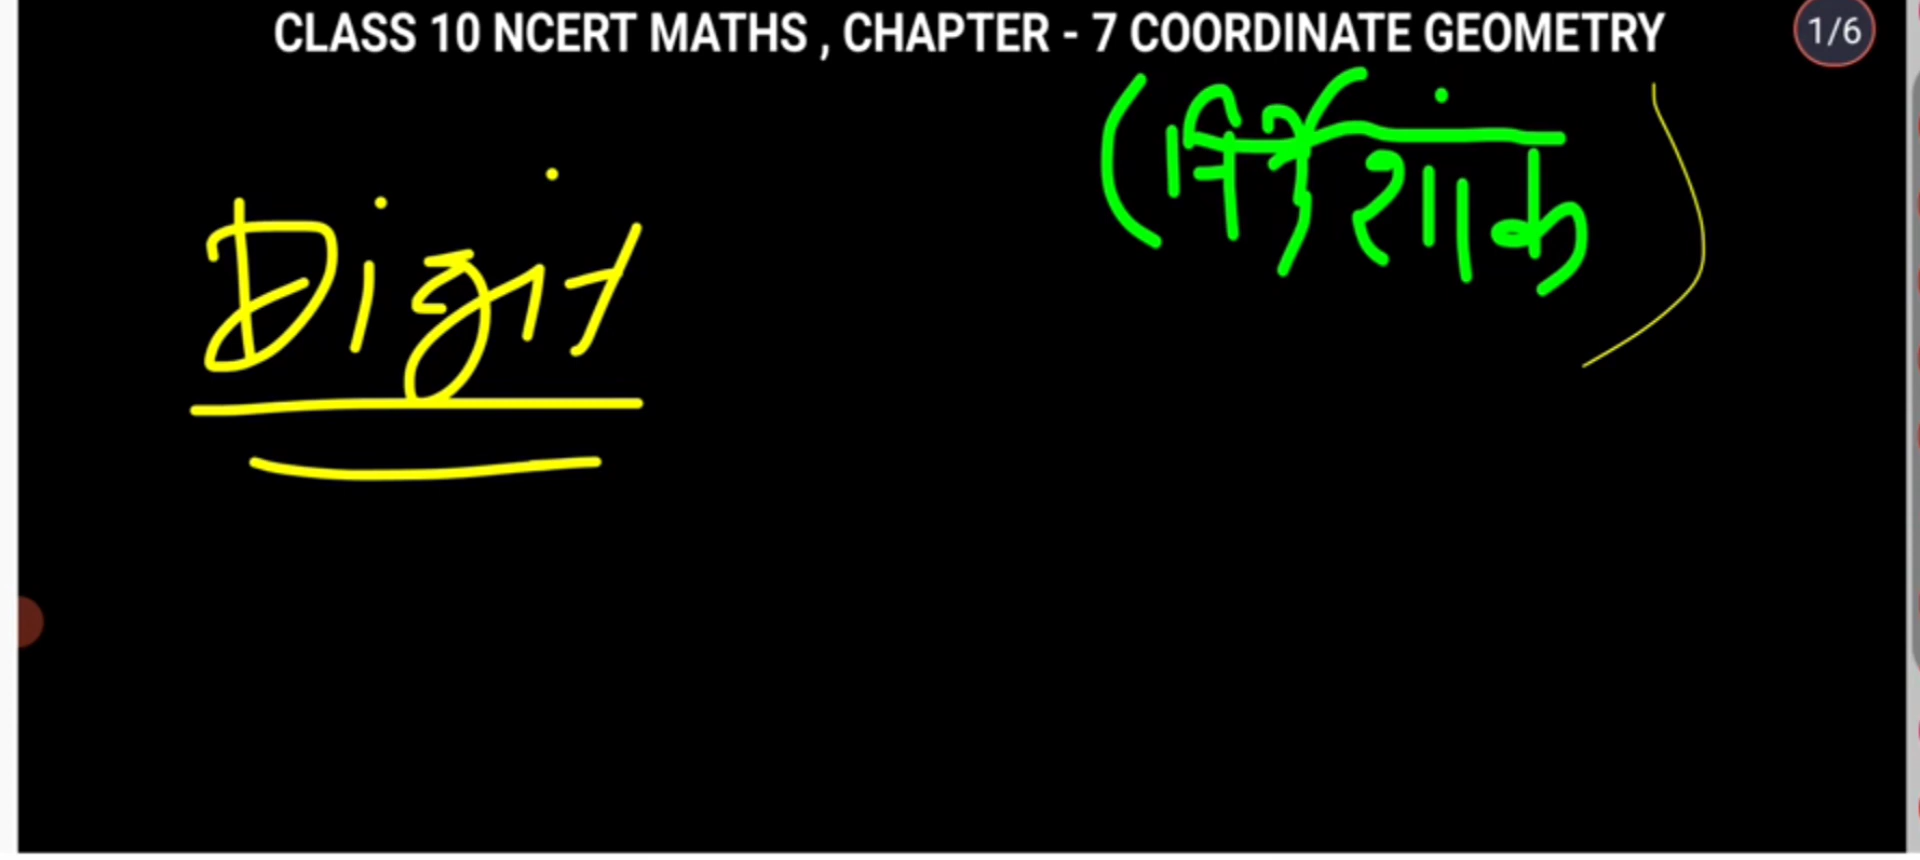 CLASS 10 NCERT MATHS , CHAPTER - 7 COORDINATE GEOMETRY
1/6
(निर्देशांक)
Digit